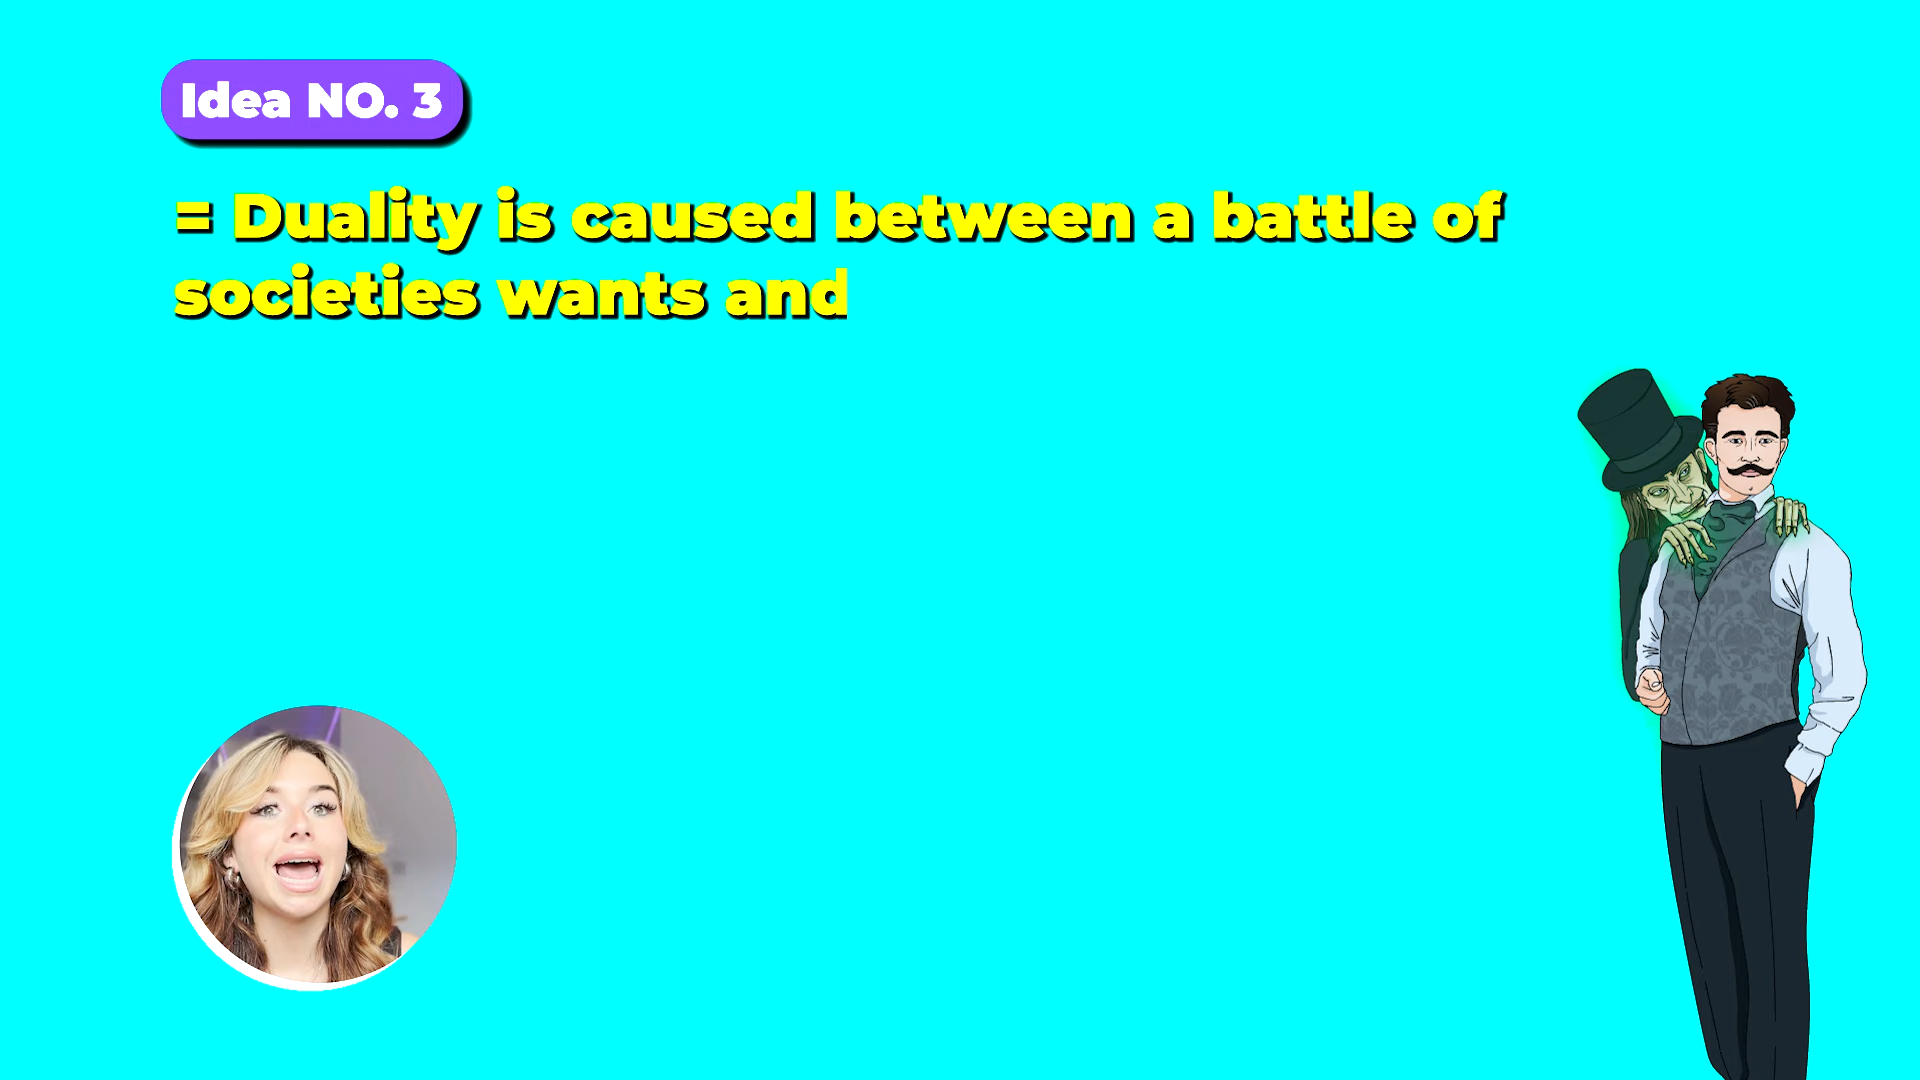 Idea NO. 3
= Duality is caused between a battle of
societies wants and